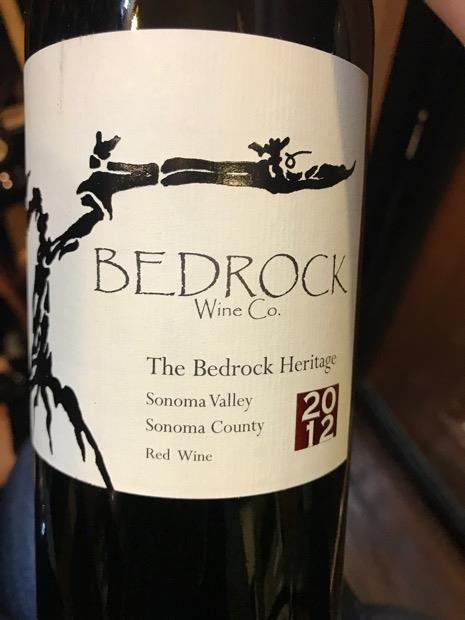 BEDROCK
Wine Co.
The Bedrock Heritage
Sonoma Valley
Sonoma County
Red Wine
20
12